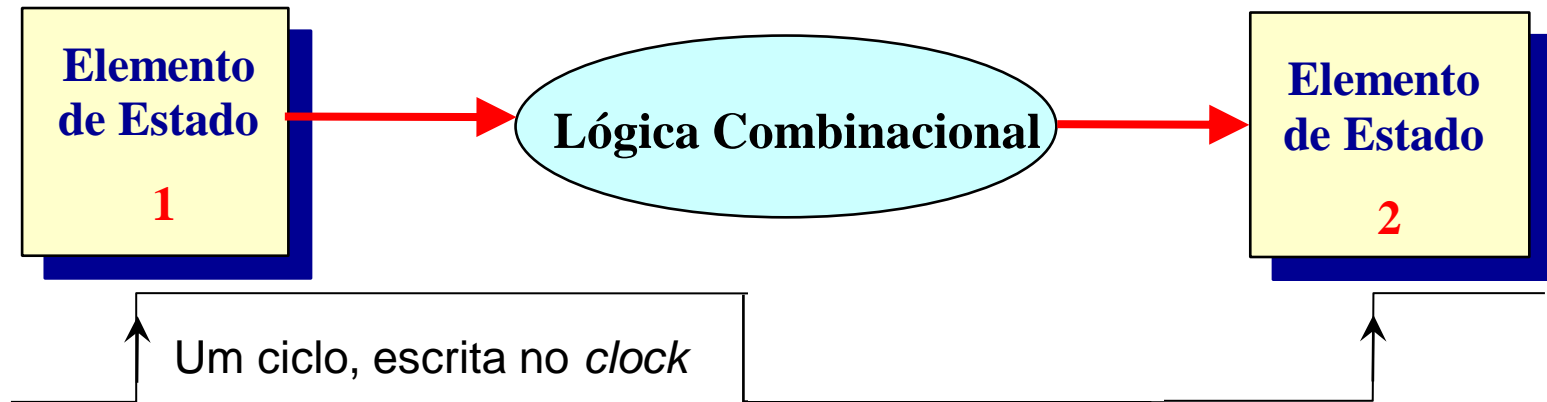 Elemento
de Estado
1
Lógica Combinacional
Elemento
de Estado
2
Um ciclo, escrita no clock